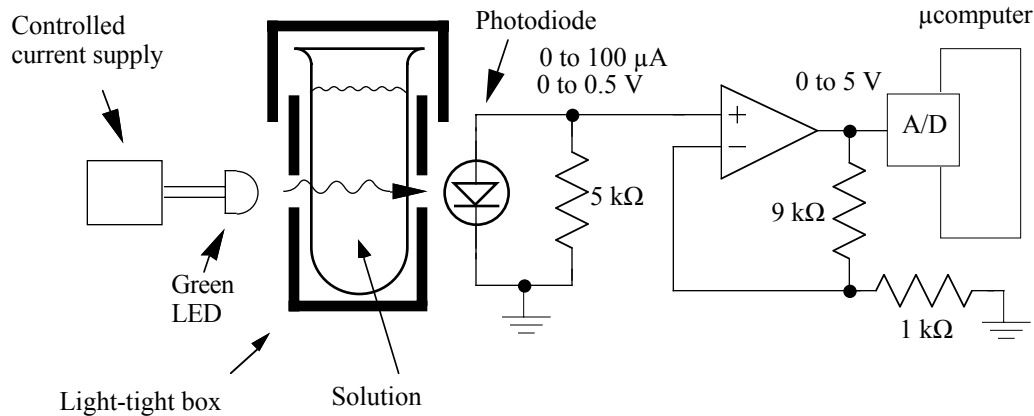 Controlled
current supply
Photodiode
0 to 100 µA
0 to 0.5 V
µcomputer
0 to 5 V
A/D
+
−
5 kΩ
9 kΩ
1 kΩ
Green
LED
Light-tight box
Solution